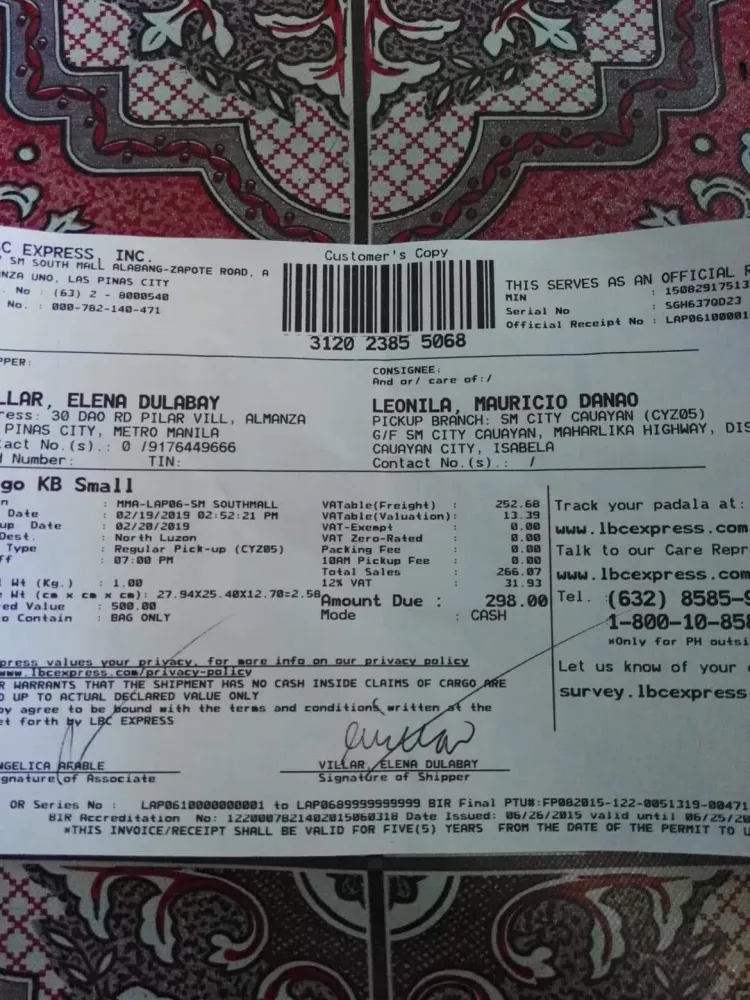 C EXPRESS, INC.
SM SOUTH MALL ALABANG-ZAPOTE ROAD, A
NZA UNO, LAS PINAS CITY
. No : (63) 2 - 8000540
No. : 000-782-140-471
Customer's Copy
3120 2385 5068
THIS SERVES AS AN OFFICIAL R
MIN : 15082917513
Serial No : SGH6370D23
Official Receipt No : LAP06100001
PPER:
LLAR, ELENA DULABAY
ress: 30 DAO RD PILAR VILL, ALMANZA
PINAS CITY, METRO MANILA
tact No.(s).: 0 /9176449666
d Number: TIN:
CONSIGNEE:
And or/ care of:/
LEONILA, MAURICIO DANAO
PICKUP BRANCH: SM CITY CAUAYAN (CYZ05)
G/F SM CITY CAUAYAN, MAHARLIKA HIGHWAY, DIS
CAUAYAN CITY, ISABELA
Contact No.(s).: /
go KB Small
n : MMA-LAP06-SM SOUTHMALL
Date : 02/19/2019 02:52:21 PM
up Date : 02/20/2019
Dest. : North Luzon
Type : Regular Pick-up (CYZ05)
ff : 07:00 PM
Wt (Kg.) : 1.00
Wt (cm x cm x cm): 27.94X25.40X12.70=2.58
ed Value : 500.00
o Contain : BAG ONLY
VATable(Freight) : 252.68
VATable(Valuation): 13.39
VAT-Exempt : 0.00
VAT Zero-Rated : 0.00
Packing Fee : 0.00
10AM Pickup Fee : 0.00
Total Sales : 266.07
12% VAT : 31.93
Amount Due : 298.00
Mode : CASH
Track your padala at:
www.lbcexpress.com
Talk to our Care Repr
www.lbcexpress.com
Tel. :(632) 8585-9
1-800-10-858
*Only for PH outsi
Let us know of your
survey.lbcexpress
press values your privacy, for more info on our privacy policy
www.lbcexpress.com/privacy-policy
R WARRANTS THAT THE SHIPMENT HAS NO CASH INSIDE CLAIMS OF CARGO ARE
D UP TO ACTUAL DECLARED VALUE ONLY
by agree to be bound with the terms and conditions written at the
et forth by LBC EXPRESS
NGELICA ARABLE
gnature of Associate
VILLAR, ELENA DULABAY
Signature of Shipper
OR Series No : LAP0610000000001 to LAP0689999999999 BIR Final PTU#:FP082015-122-0051319-00471
BIR Accreditation No: 1220007821402015060318 Date Issued: 06/26/2015 valid until 06/25/20
*THIS INVOICE/RECEIPT SHALL BE VALID FOR FIVE(5) YEARS FROM THE DATE OF THE PERMIT TO U